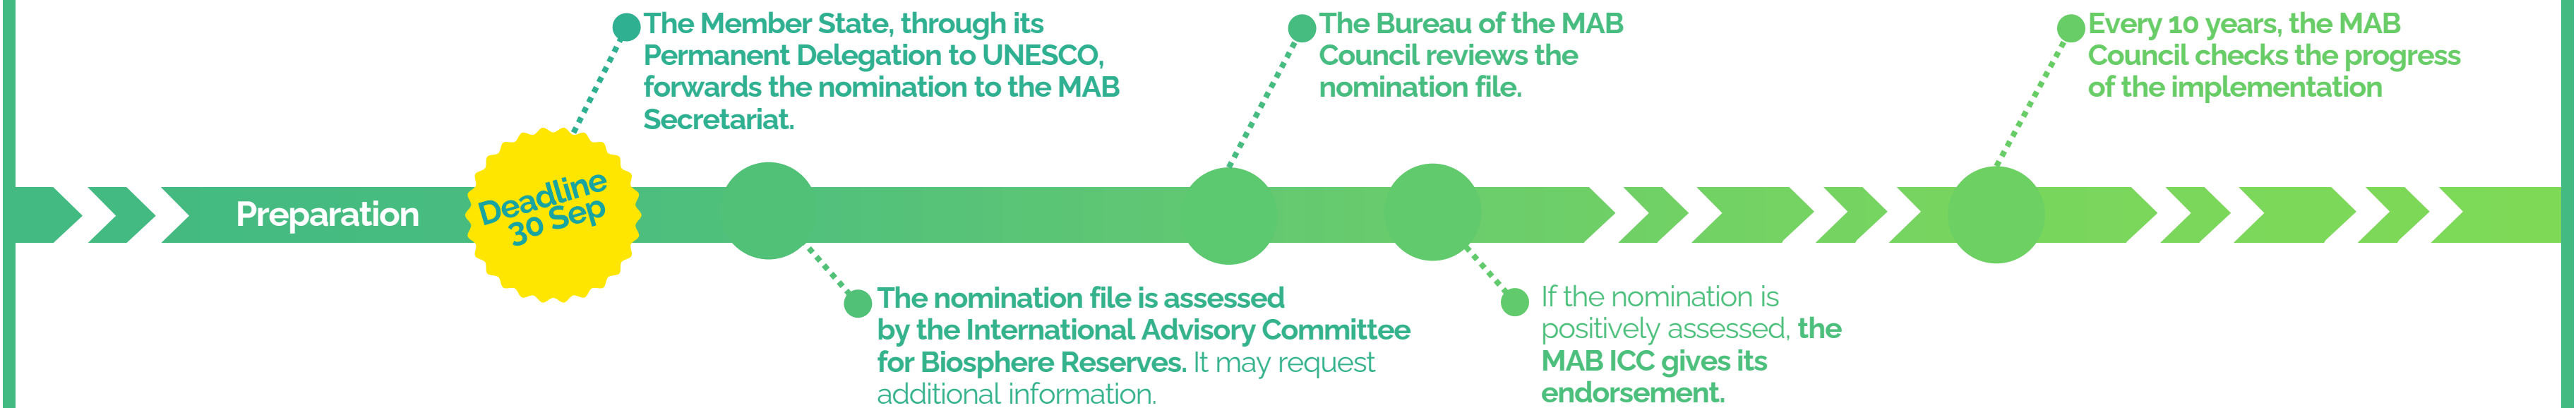 Preparation
Deadline
30 Sep
The Member State, through its
Permanent Delegation to UNESCO,
forwards the nomination to the MAB
Secretariat.
The nomination file is assessed
by the International Advisory Committee
for Biosphere Reserves. It may request
additional information.
The Bureau of the MAB
Council reviews the
nomination file.
If the nomination is
positively assessed, the
MAB ICC gives its
endorsement.
Every 10 years, the MAB
Council checks the progress
of the implementation